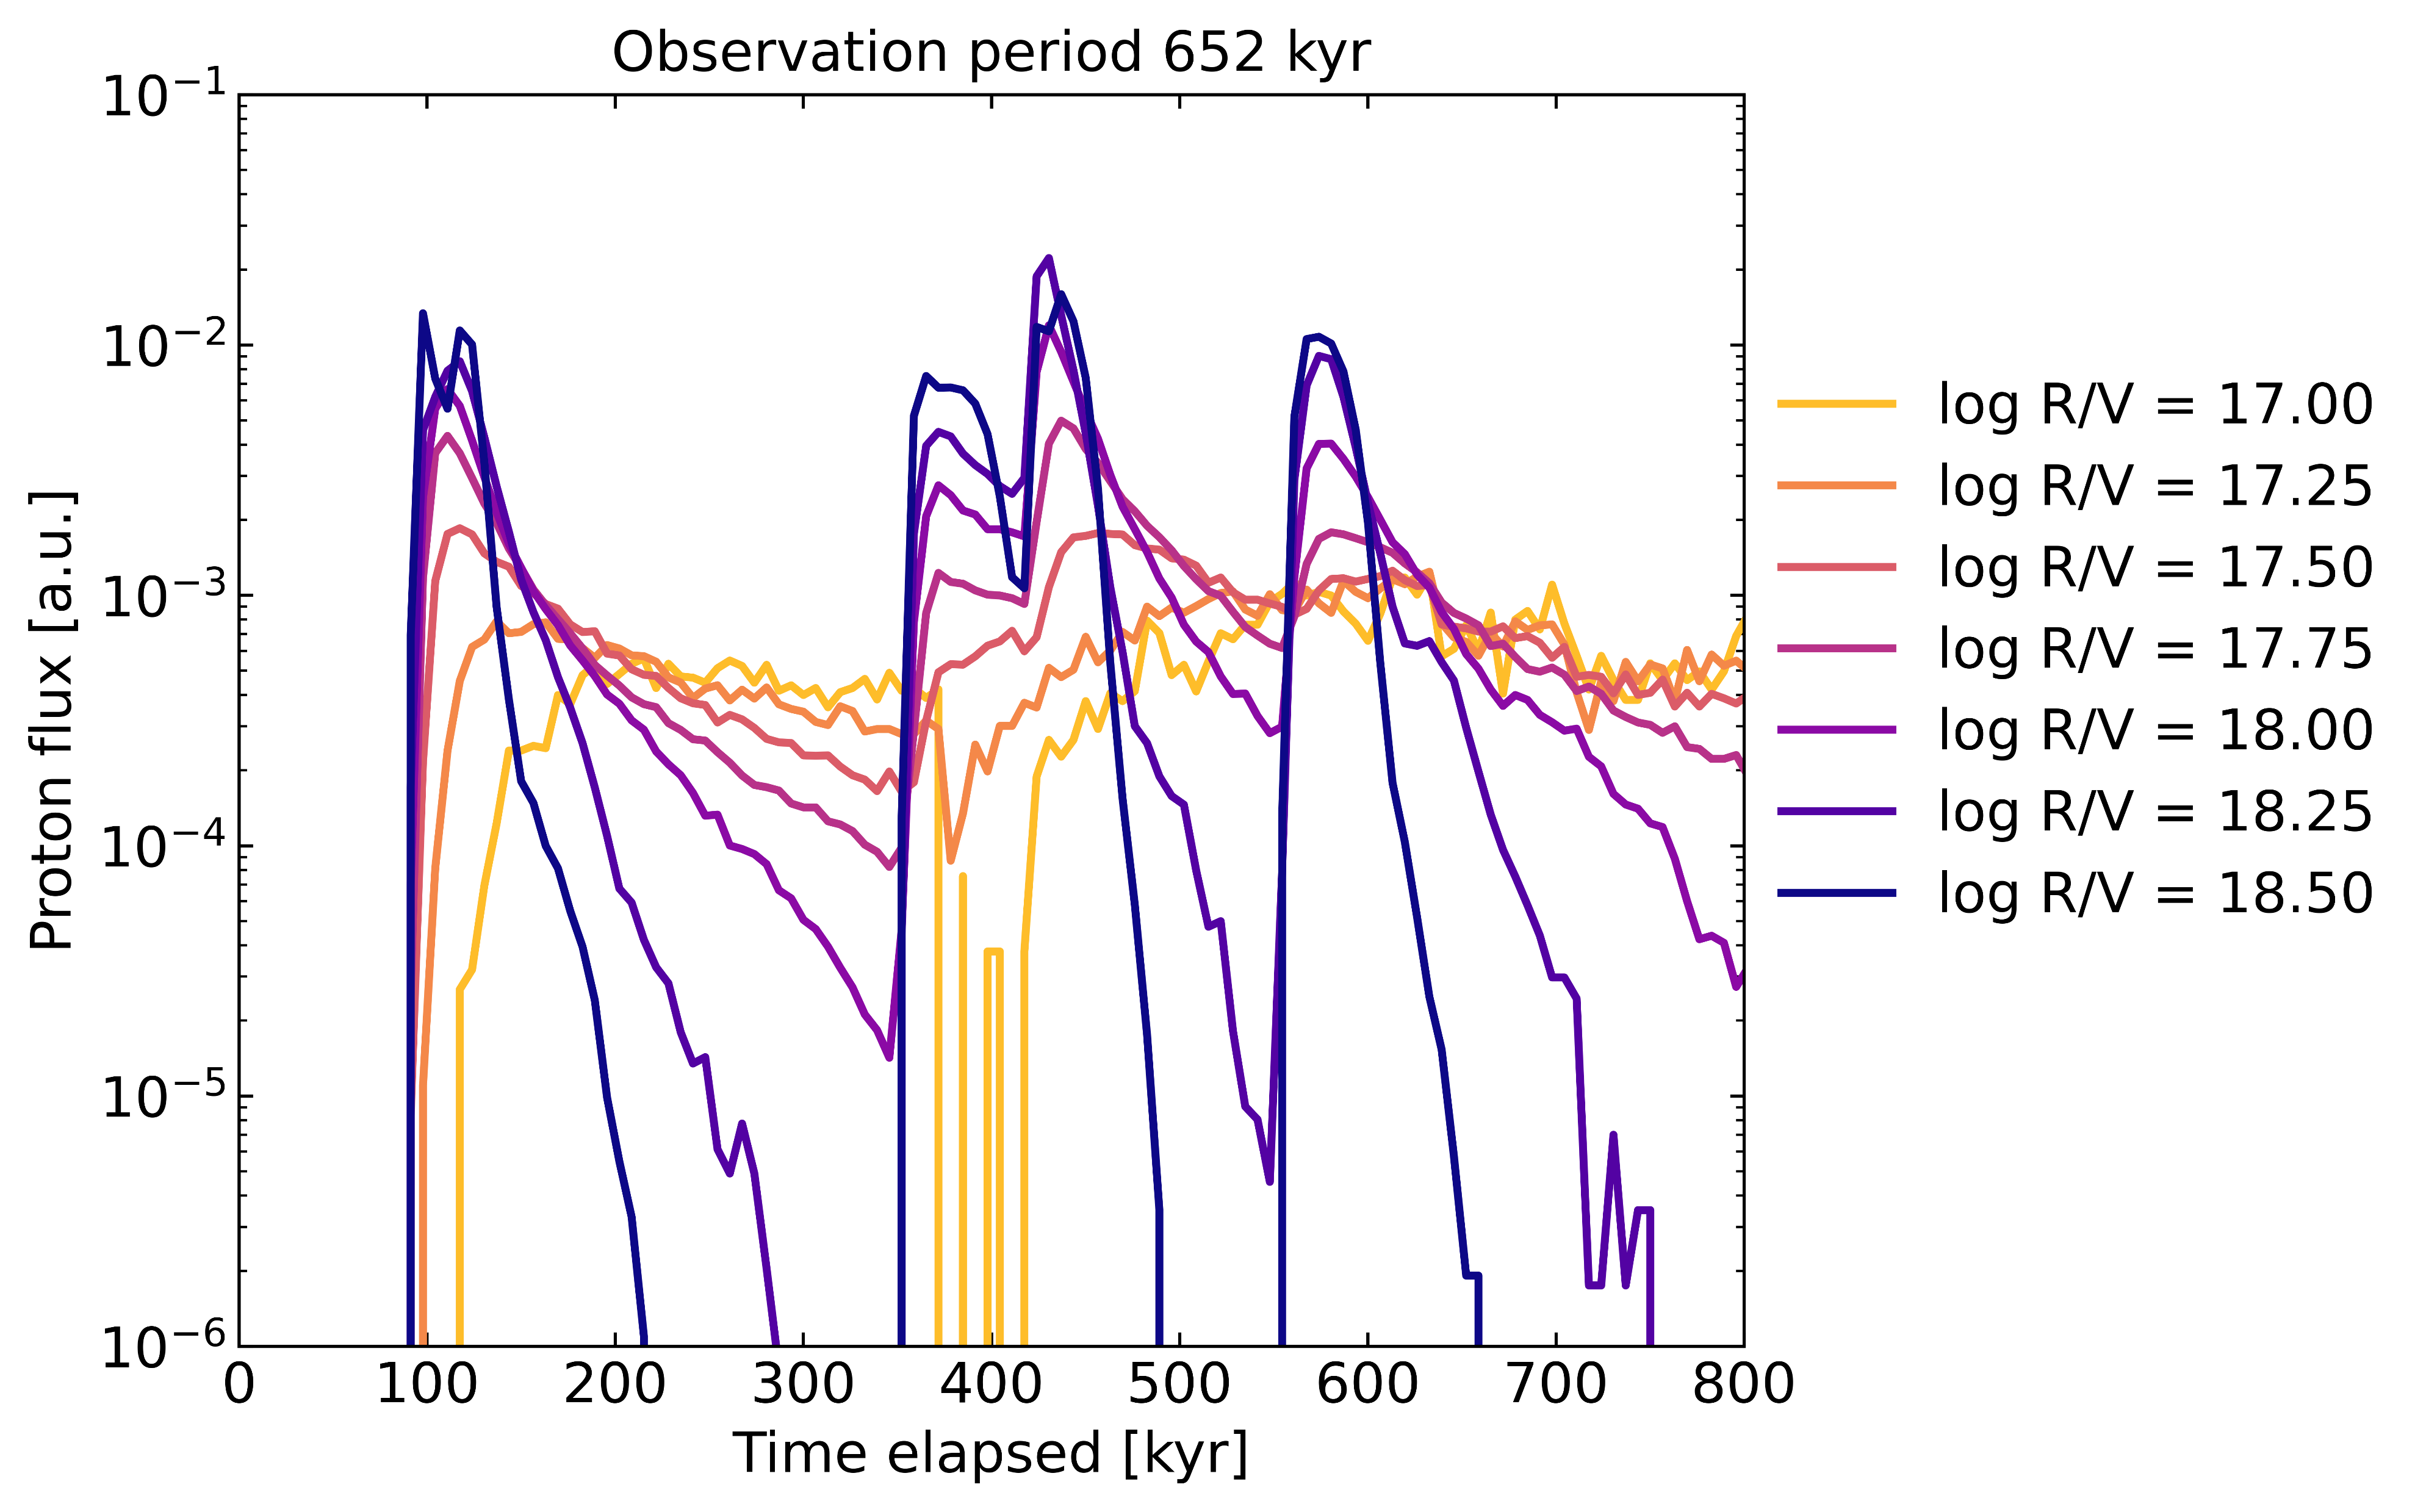 Observation period 652 kyr
Proton flux [a.u.]
10⁻¹
10⁻²
10⁻³
10⁻⁴
10⁻⁵
10⁻⁶
0 100 200 300 400 500 600 700 800
Time elapsed [kyr]
log R/V = 17.00
log R/V = 17.25
log R/V = 17.50
log R/V = 17.75
log R/V = 18.00
log R/V = 18.25
log R/V = 18.50